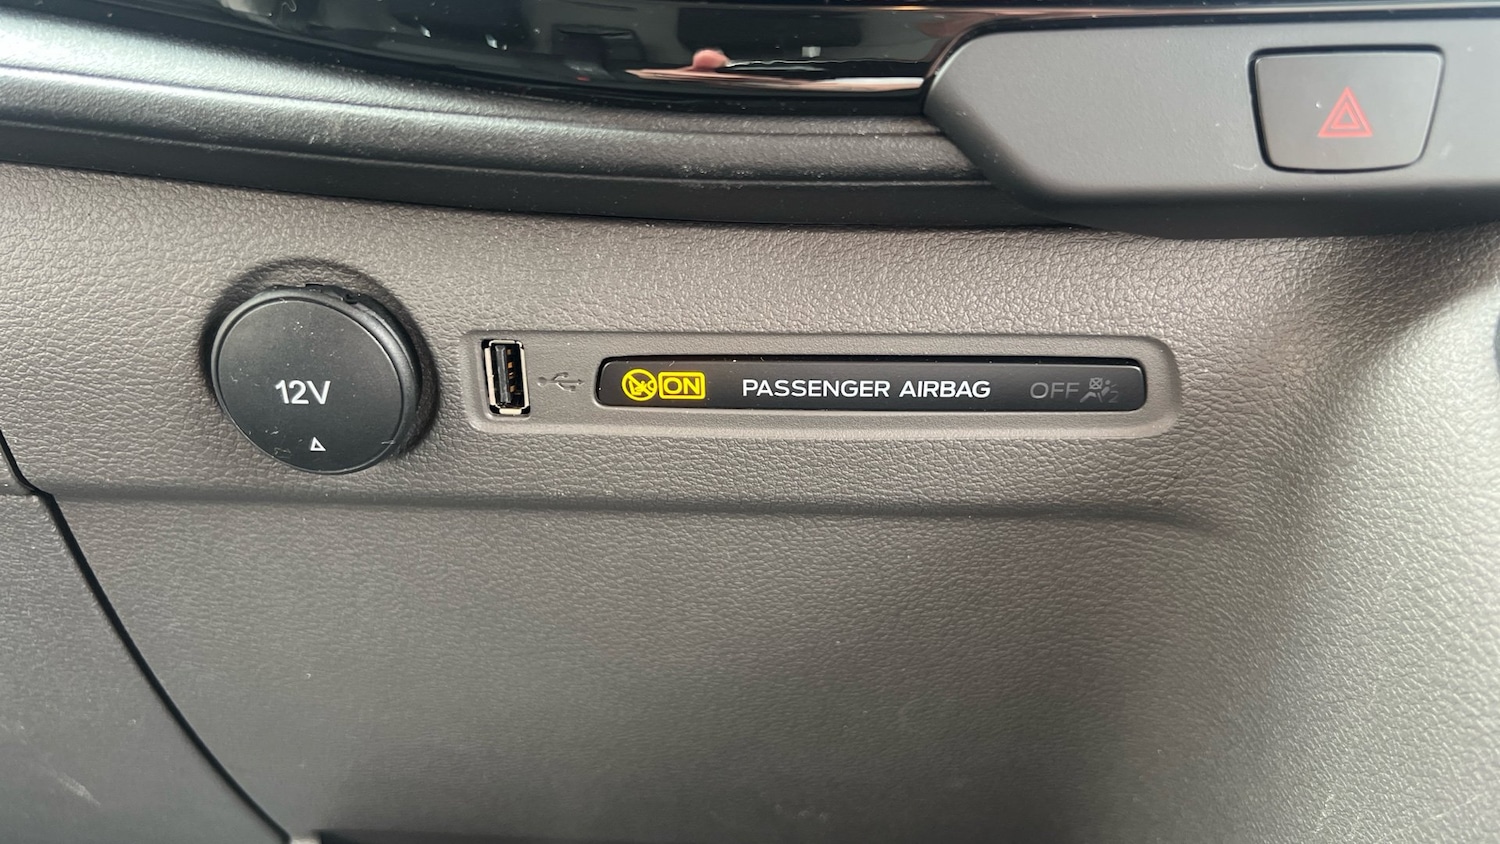 12V
ON PASSENGER AIRBAG OFF